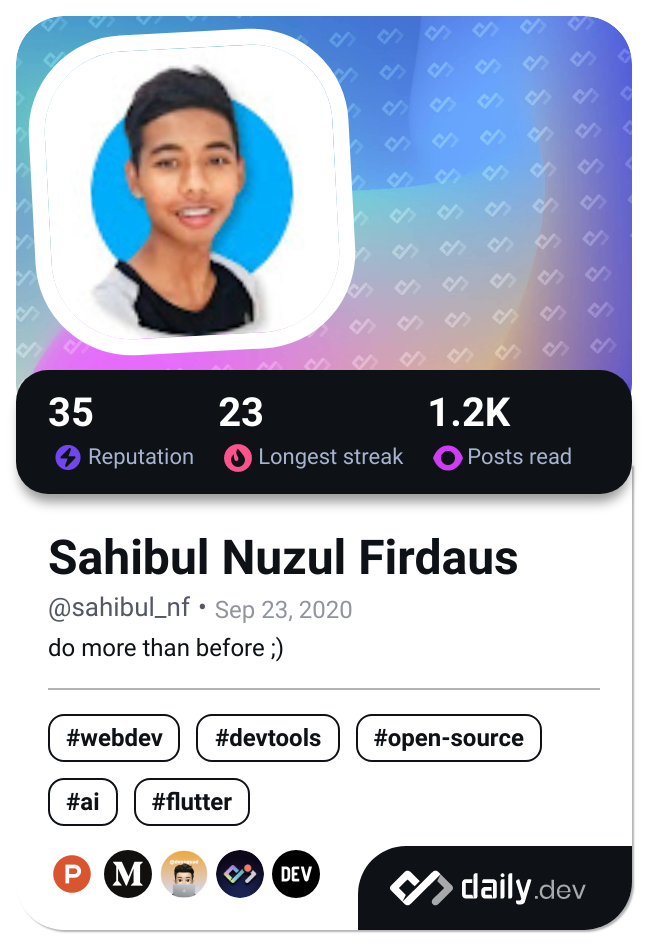 35 23 1.2K
Reputation Longest streak Posts read
Sahibul Nuzul Firdaus
@sahibul_nf • Sep 23, 2020
do more than before ;)
#webdev #devtools #open-source
#ai #flutter
P M DEV
daily.dev